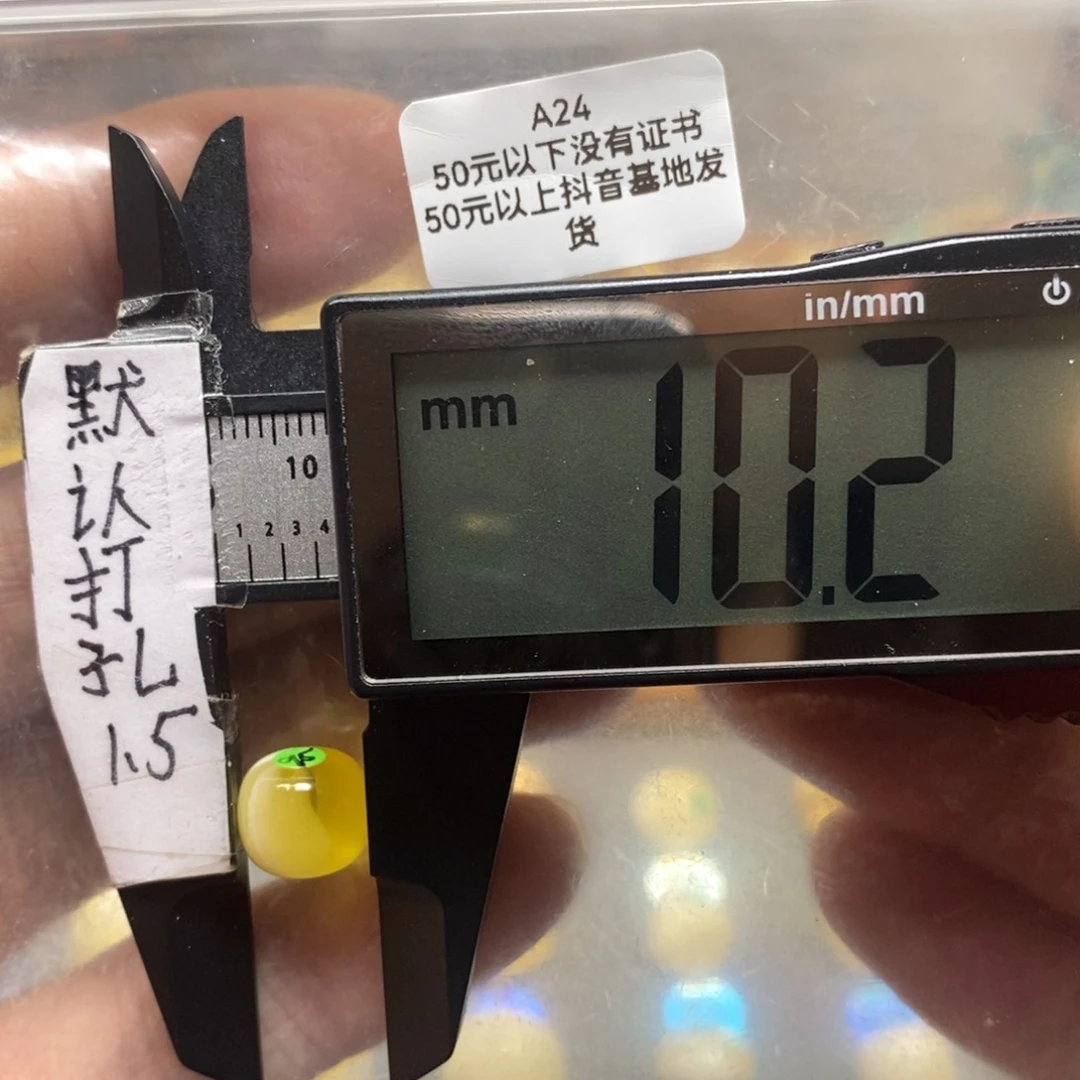 A24
50元以下没有证书
50元以上抖音基地发
货
in/mm
mm
10.2
10
1 2 3 4
默
认
打
孔
1.5